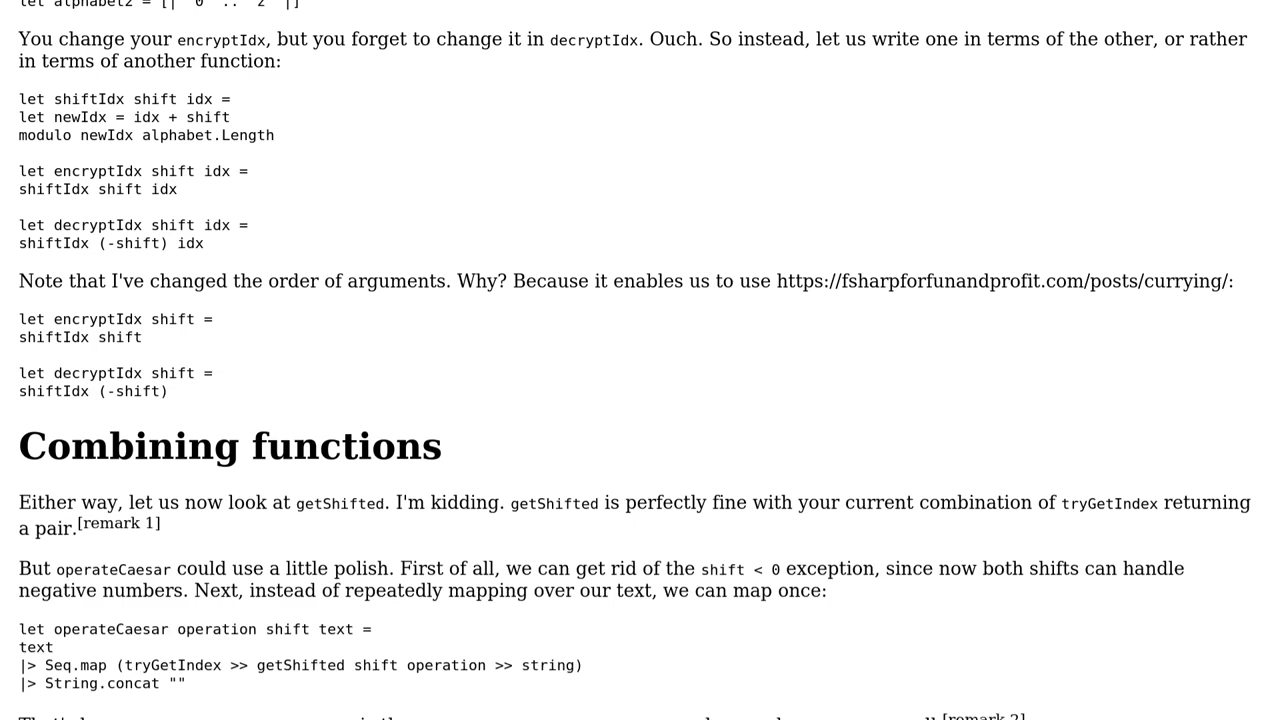 You change your encryptIdx, but you forget to change it in decryptIdx. Ouch. So instead, let us write one in terms of the other, or rather
in terms of another function:
let shiftIdx shift idx =
let newIdx = idx + shift
modulo newIdx alphabet.Length
let encryptIdx shift idx =
shiftIdx shift idx
let decryptIdx shift idx =
shiftIdx (-shift) idx
Note that I've changed the order of arguments. Why? Because it enables us to use https://fsharpforfunandprofit.com/posts/currying/:
let encryptIdx shift =
shiftIdx shift
let decryptIdx shift =
shiftIdx (-shift)
Combining functions
Either way, let us now look at getShifted. I'm kidding. getShifted is perfectly fine with your current combination of tryGetIndex returning
a pair.[remark 1]
But operateCaesar could use a little polish. First of all, we can get rid of the shift < 0 exception, since now both shifts can handle
negative numbers. Next, instead of repeatedly mapping over our text, we can map once:
let operateCaesar operation shift text =
text
|> Seq.map (tryGetIndex >> getShifted shift operation >> string)
|> String.concat ""
[remark 2]